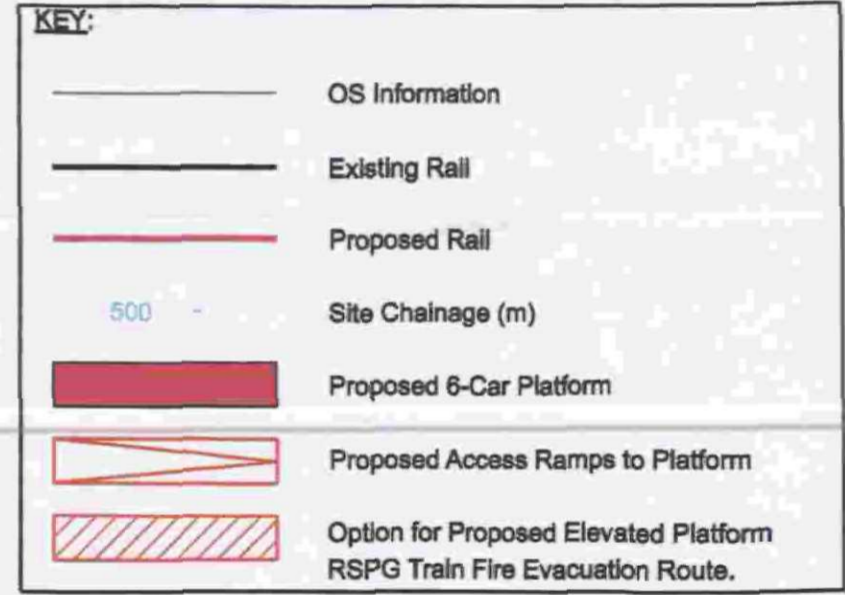 KEY:
OS Information
Existing Rail
Proposed Rail
500 - Site Chainage (m)
Proposed 6-Car Platform
Proposed Access Ramps to Platform
Option for Proposed Elevated Platform
RSPG Train Fire Evacuation Route.